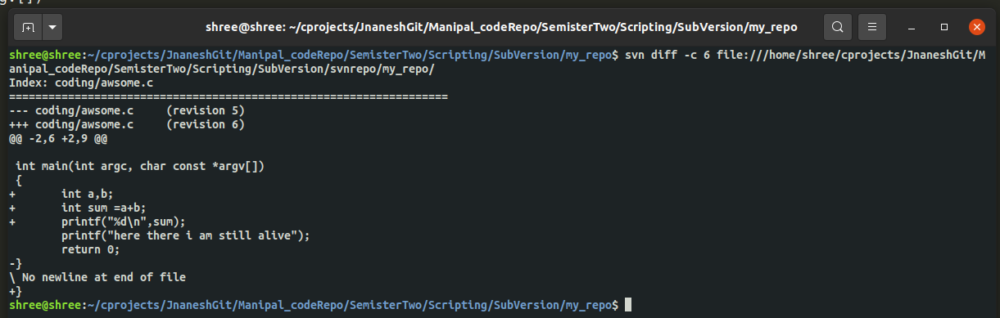 shree@shree: ~/cprojects/JnaneshGit/Manipal_codeRepo/SemisterTwo/Scripting/SubVersion/my_repo
shree@shree:~/cprojects/JnaneshGit/Manipal_codeRepo/SemisterTwo/Scripting/SubVersion/my_repo$ svn diff -c 6 file:///home/shree/cprojects/JnaneshGit/M
anipal_codeRepo/SemisterTwo/Scripting/SubVersion/svnrepo/my_repo/
Index: coding/awsome.c
===================================================================
--- coding/awsome.c     (revision 5)
+++ coding/awsome.c     (revision 6)
@@ -2,6 +2,9 @@
 int main(int argc, char const *argv[])
 {
+       int a,b;
+       int sum =a+b;
+       printf("%d\n",sum);
        printf("here there i am still alive");
        return 0;
-}
\ No newline at end of file
+}
shree@shree:~/cprojects/JnaneshGit/Manipal_codeRepo/SemisterTwo/Scripting/SubVersion/my_repo$